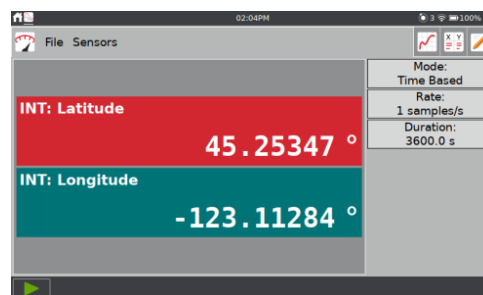 02:04PM
3 100%
File Sensors
X Y
Mode:
Time Based
Rate:
1 samples/s
Duration:
3600.0 s
INT: Latitude
45.25347 °
INT: Longitude
-123.11284 °